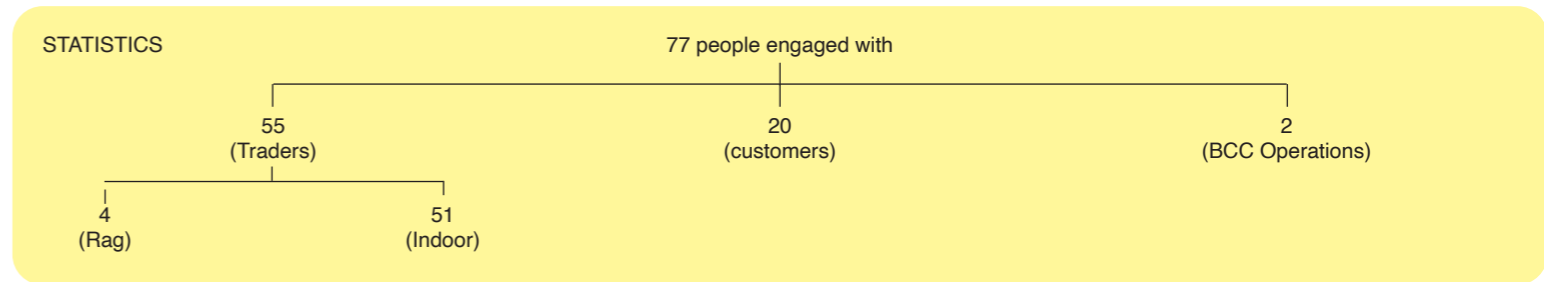 STATISTICS
77 people engaged with
55
(Traders)
20
(customers)
2
(BCC Operations)
4
(Rag)
51
(Indoor)